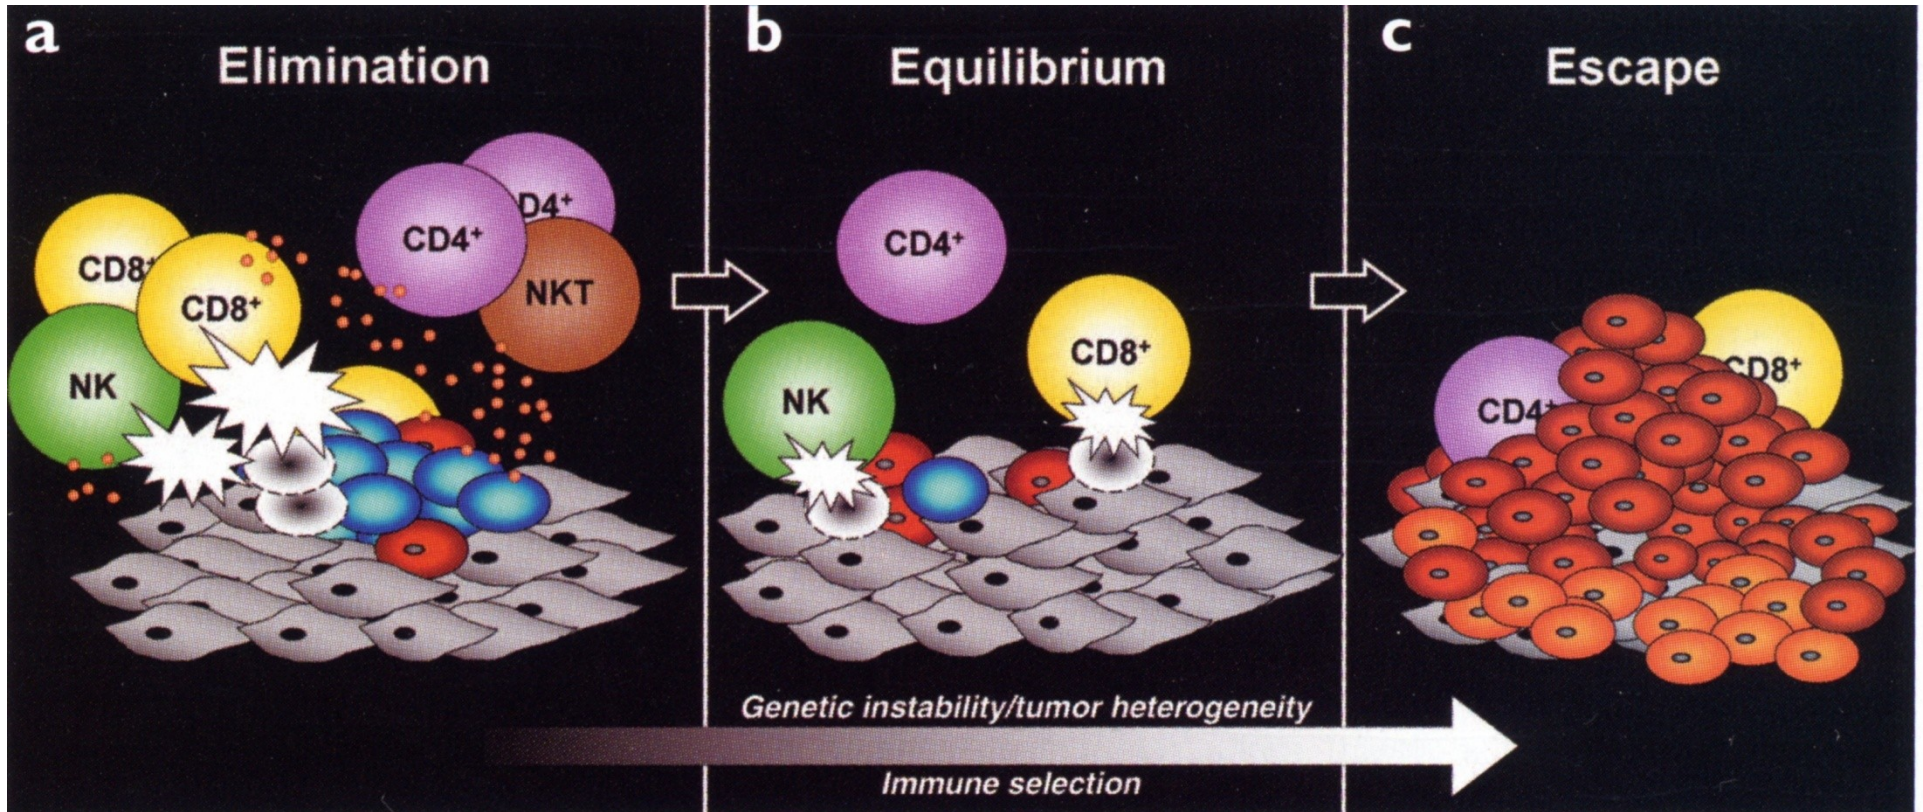 a
Elimination
b
Equilibrium
c
Escape
CD8⁺
CD8⁺
NK
CD4⁺
D4⁺
NKT
CD4⁺
NK
CD8⁺
CD4⁺
CD8⁺
Genetic instability/tumor heterogeneity
Immune selection